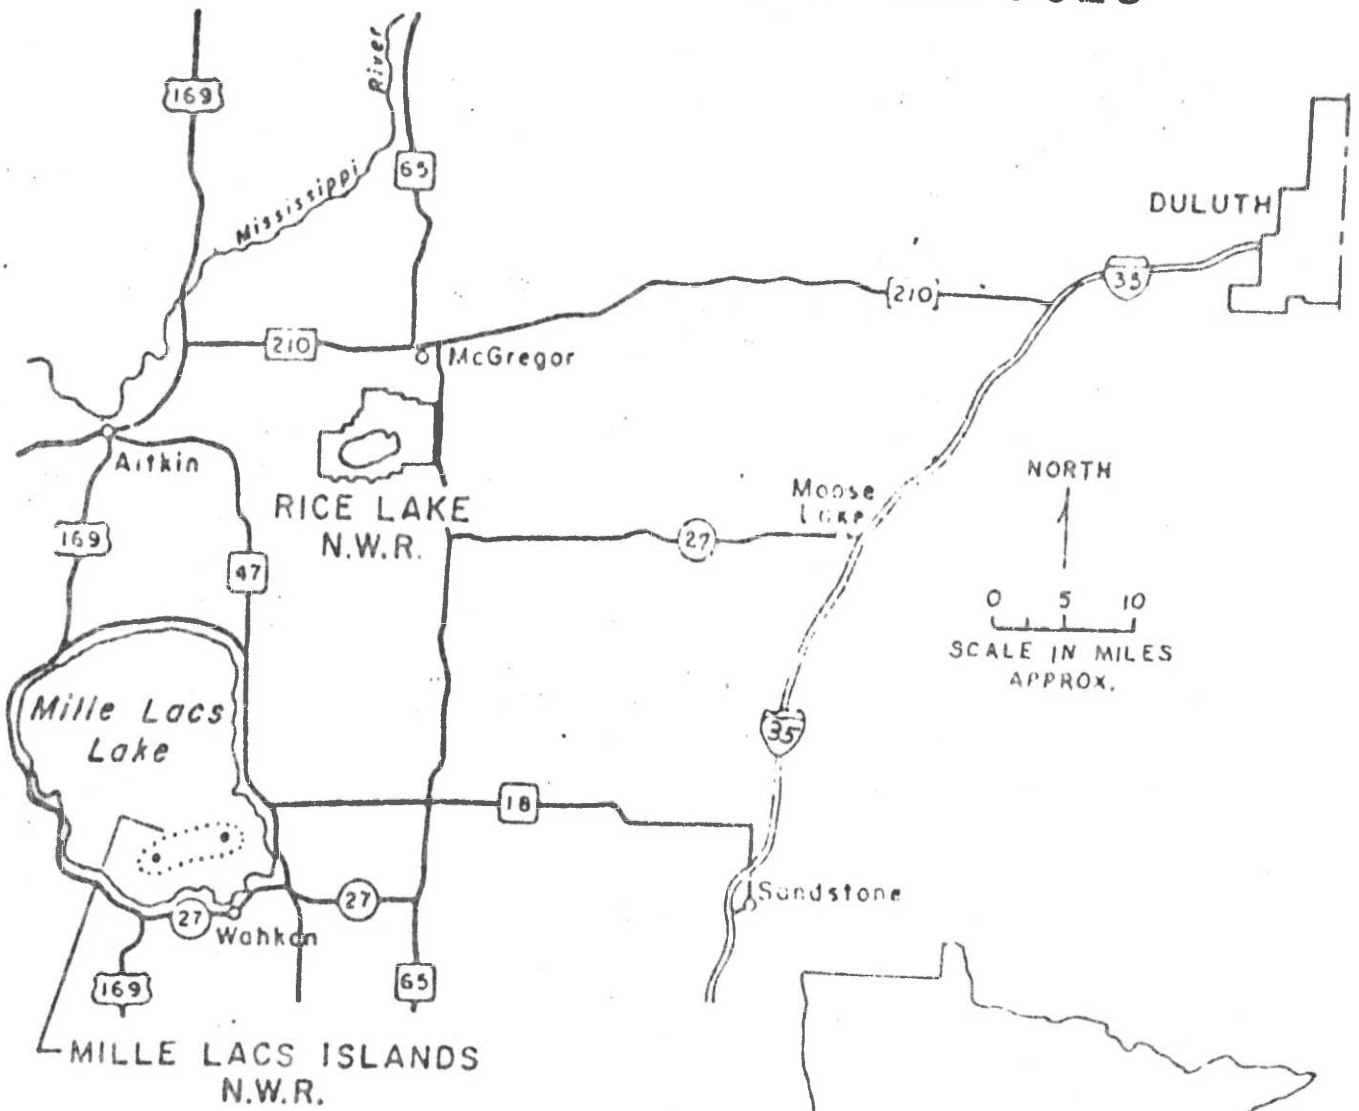 169
River
Mississippi
65
DULUTH
35
210
210
McGregor
Aitkin
RICE LAKE
N.W.R.
169
47
Moose
Lake
27
NORTH
0 5 10
SCALE IN MILES
APPROX.
Mille Lacs
Lake
35
18
27
27
Wahkon
Sandstone
169
65
MILLE LACS ISLANDS
N.W.R.